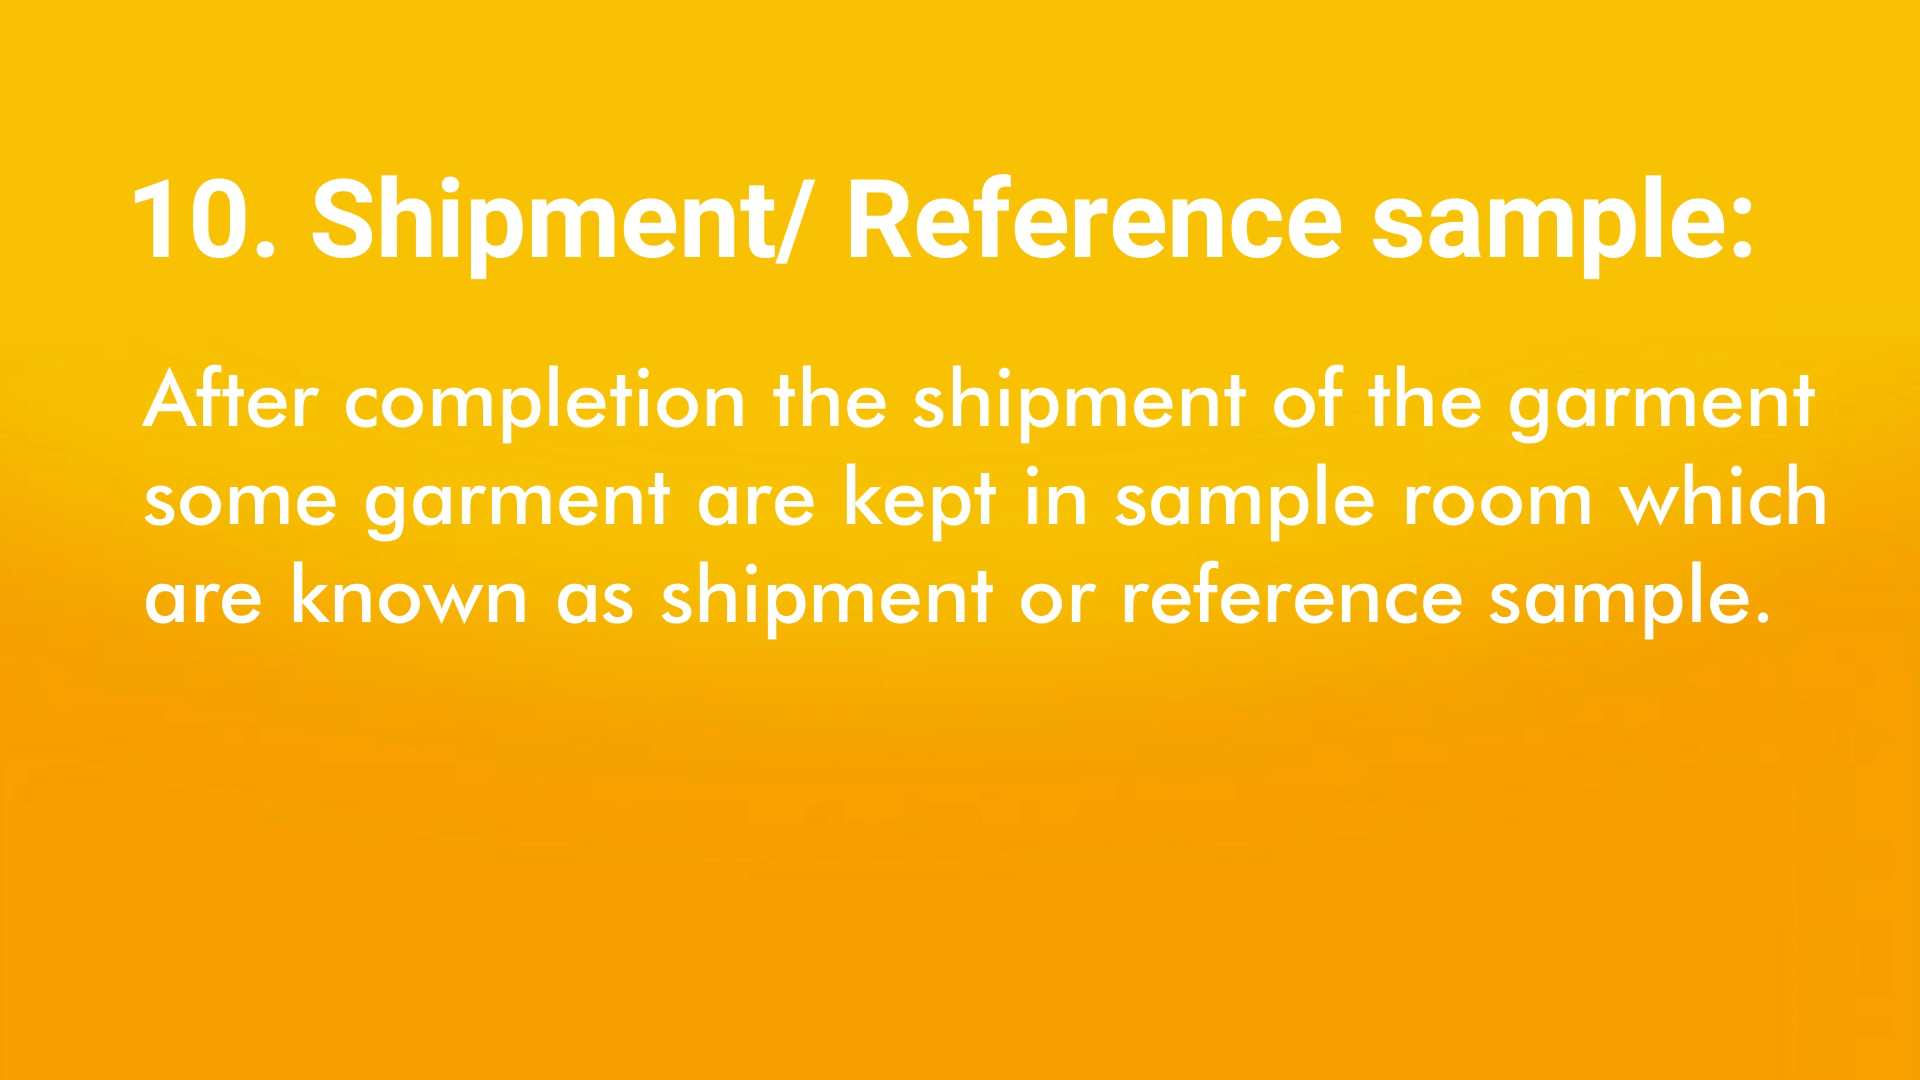 10. Shipment/ Reference sample:
After completion the shipment of the garment
some garment are kept in sample room which
are known as shipment or reference sample.